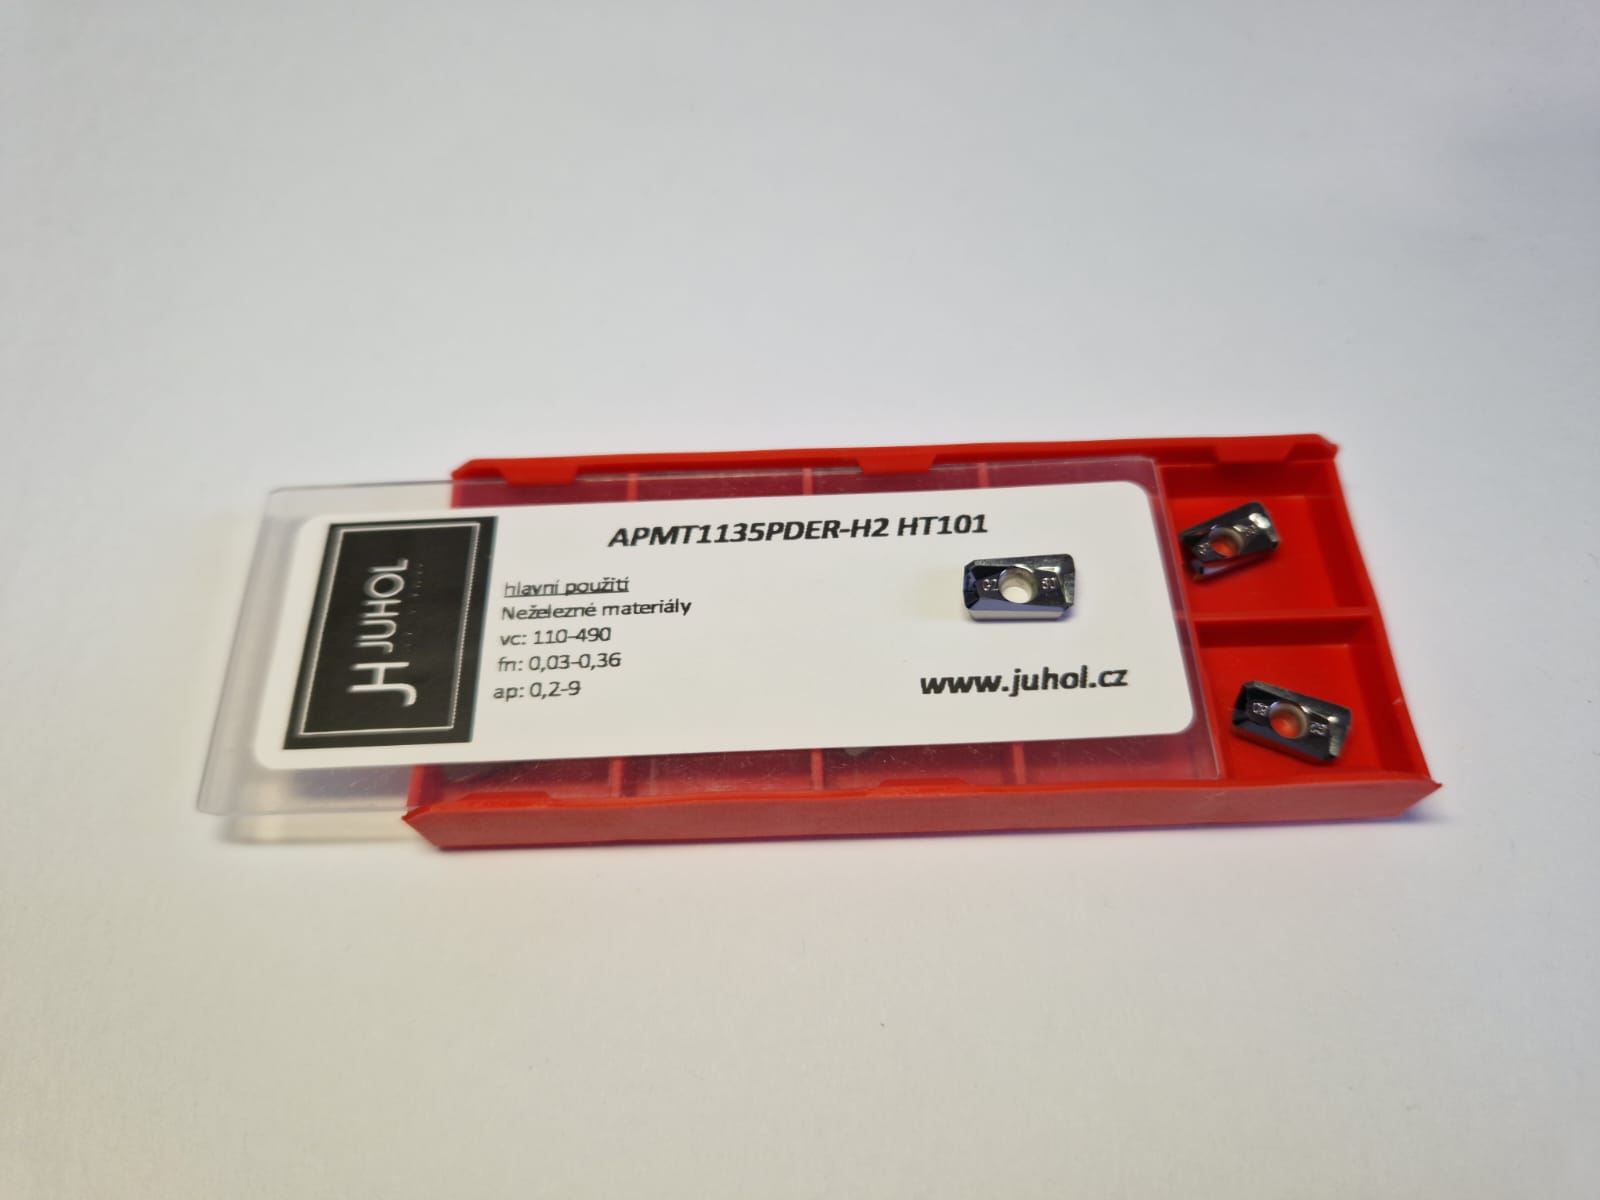 JUHOL
APMT1135PDER-H2 HT101
hlavní použití
Neželezné materiály
vc: 110-490
fn: 0,03-0,36
ap: 0,2-9
www.juhol.cz